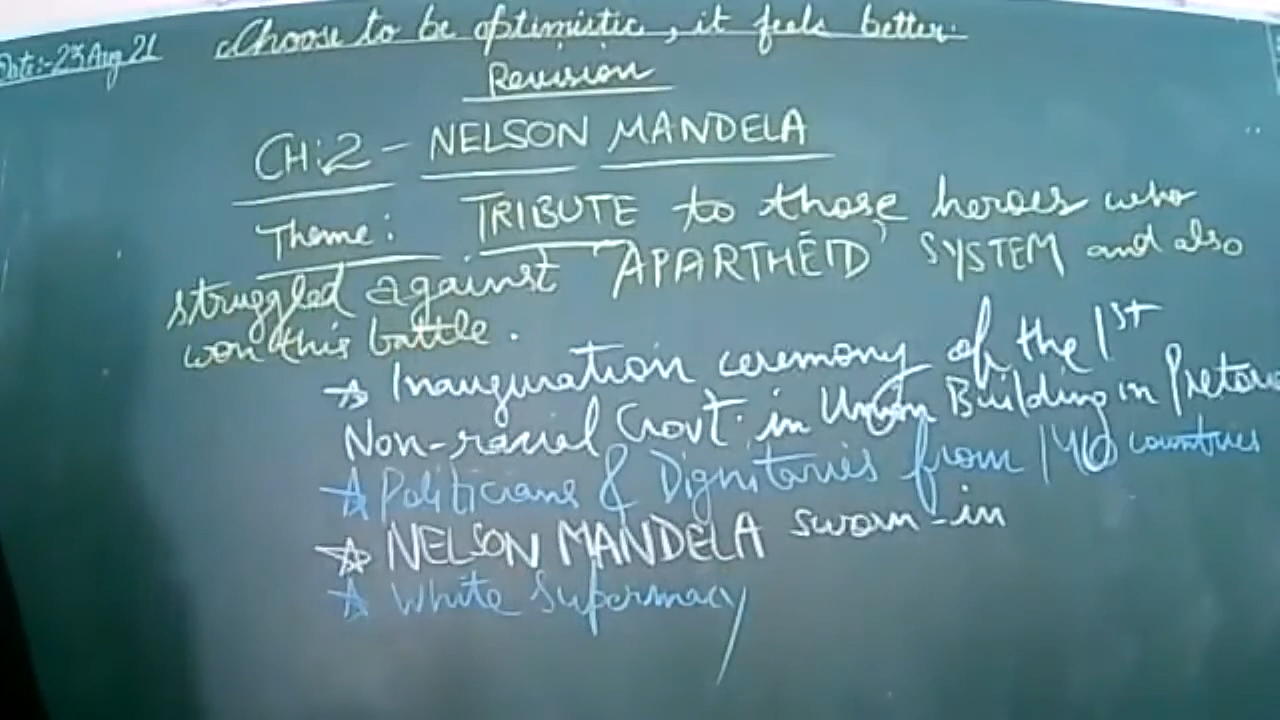 Date:-23 Aug 21
Choose to be optimistic, it feels better.
Revision
CH:2 - NELSON MANDELA
Theme: TRIBUTE to those heroes who
struggled against 'APARTHEID' SYSTEM and also
won this battle.
☆ Inauguration ceremony of the 1st
Non-racial Govt. in Union Building in Pretoria
☆ Politicians & Dignitaries from 140 countries
☆ NELSON MANDELA sworn-in
☆ White Supermacy